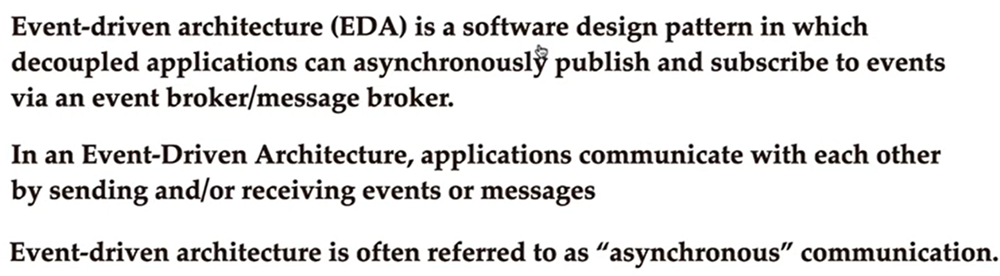 Event-driven architecture (EDA) is a software design pattern in which
decoupled applications can asynchronously publish and subscribe to events
via an event broker/message broker.
In an Event-Driven Architecture, applications communicate with each other
by sending and/or receiving events or messages
Event-driven architecture is often referred to as “asynchronous” communication.